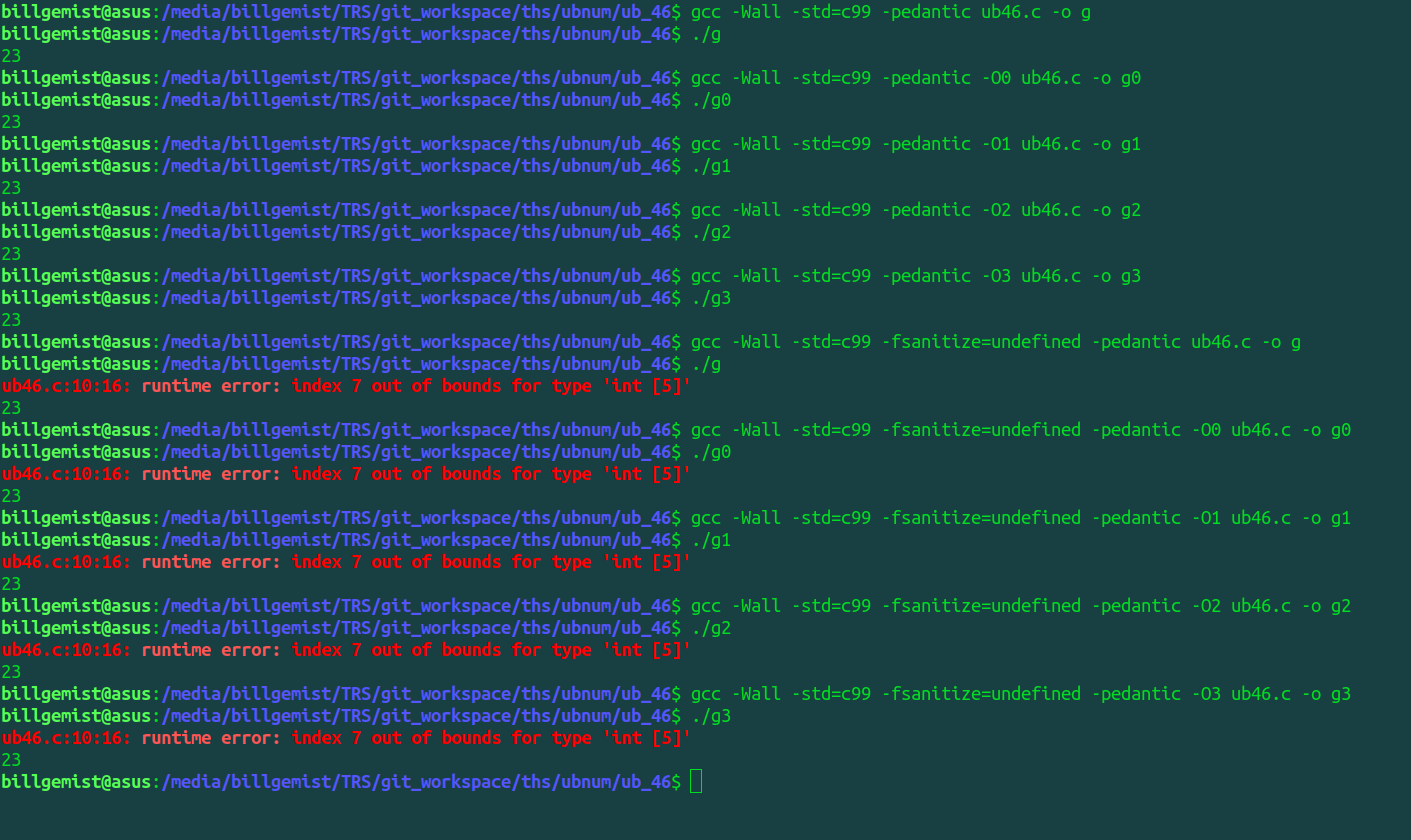 billgemist@asus:/media/billgemist/TRS/git_workspace/ths/ubnum/ub_46$ gcc -Wall -std=c99 -pedantic ub46.c -o g
billgemist@asus:/media/billgemist/TRS/git_workspace/ths/ubnum/ub_46$ ./g
23
billgemist@asus:/media/billgemist/TRS/git_workspace/ths/ubnum/ub_46$ gcc -Wall -std=c99 -pedantic -O0 ub46.c -o g0
billgemist@asus:/media/billgemist/TRS/git_workspace/ths/ubnum/ub_46$ ./g0
23
billgemist@asus:/media/billgemist/TRS/git_workspace/ths/ubnum/ub_46$ gcc -Wall -std=c99 -pedantic -O1 ub46.c -o g1
billgemist@asus:/media/billgemist/TRS/git_workspace/ths/ubnum/ub_46$ ./g1
23
billgemist@asus:/media/billgemist/TRS/git_workspace/ths/ubnum/ub_46$ gcc -Wall -std=c99 -pedantic -O2 ub46.c -o g2
billgemist@asus:/media/billgemist/TRS/git_workspace/ths/ubnum/ub_46$ ./g2
23
billgemist@asus:/media/billgemist/TRS/git_workspace/ths/ubnum/ub_46$ gcc -Wall -std=c99 -pedantic -O3 ub46.c -o g3
billgemist@asus:/media/billgemist/TRS/git_workspace/ths/ubnum/ub_46$ ./g3
23
billgemist@asus:/media/billgemist/TRS/git_workspace/ths/ubnum/ub_46$ gcc -Wall -std=c99 -fsanitize=undefined -pedantic ub46.c -o g
billgemist@asus:/media/billgemist/TRS/git_workspace/ths/ubnum/ub_46$ ./g
ub46.c:10:16: runtime error: index 7 out of bounds for type 'int [5]'
23
billgemist@asus:/media/billgemist/TRS/git_workspace/ths/ubnum/ub_46$ gcc -Wall -std=c99 -fsanitize=undefined -pedantic -O0 ub46.c -o g0
billgemist@asus:/media/billgemist/TRS/git_workspace/ths/ubnum/ub_46$ ./g0
ub46.c:10:16: runtime error: index 7 out of bounds for type 'int [5]'
23
billgemist@asus:/media/billgemist/TRS/git_workspace/ths/ubnum/ub_46$ gcc -Wall -std=c99 -fsanitize=undefined -pedantic -O1 ub46.c -o g1
billgemist@asus:/media/billgemist/TRS/git_workspace/ths/ubnum/ub_46$ ./g1
ub46.c:10:16: runtime error: index 7 out of bounds for type 'int [5]'
23
billgemist@asus:/media/billgemist/TRS/git_workspace/ths/ubnum/ub_46$ gcc -Wall -std=c99 -fsanitize=undefined -pedantic -O2 ub46.c -o g2
billgemist@asus:/media/billgemist/TRS/git_workspace/ths/ubnum/ub_46$ ./g2
ub46.c:10:16: runtime error: index 7 out of bounds for type 'int [5]'
23
billgemist@asus:/media/billgemist/TRS/git_workspace/ths/ubnum/ub_46$ gcc -Wall -std=c99 -fsanitize=undefined -pedantic -O3 ub46.c -o g3
billgemist@asus:/media/billgemist/TRS/git_workspace/ths/ubnum/ub_46$ ./g3
ub46.c:10:16: runtime error: index 7 out of bounds for type 'int [5]'
23
billgemist@asus:/media/billgemist/TRS/git_workspace/ths/ubnum/ub_46$